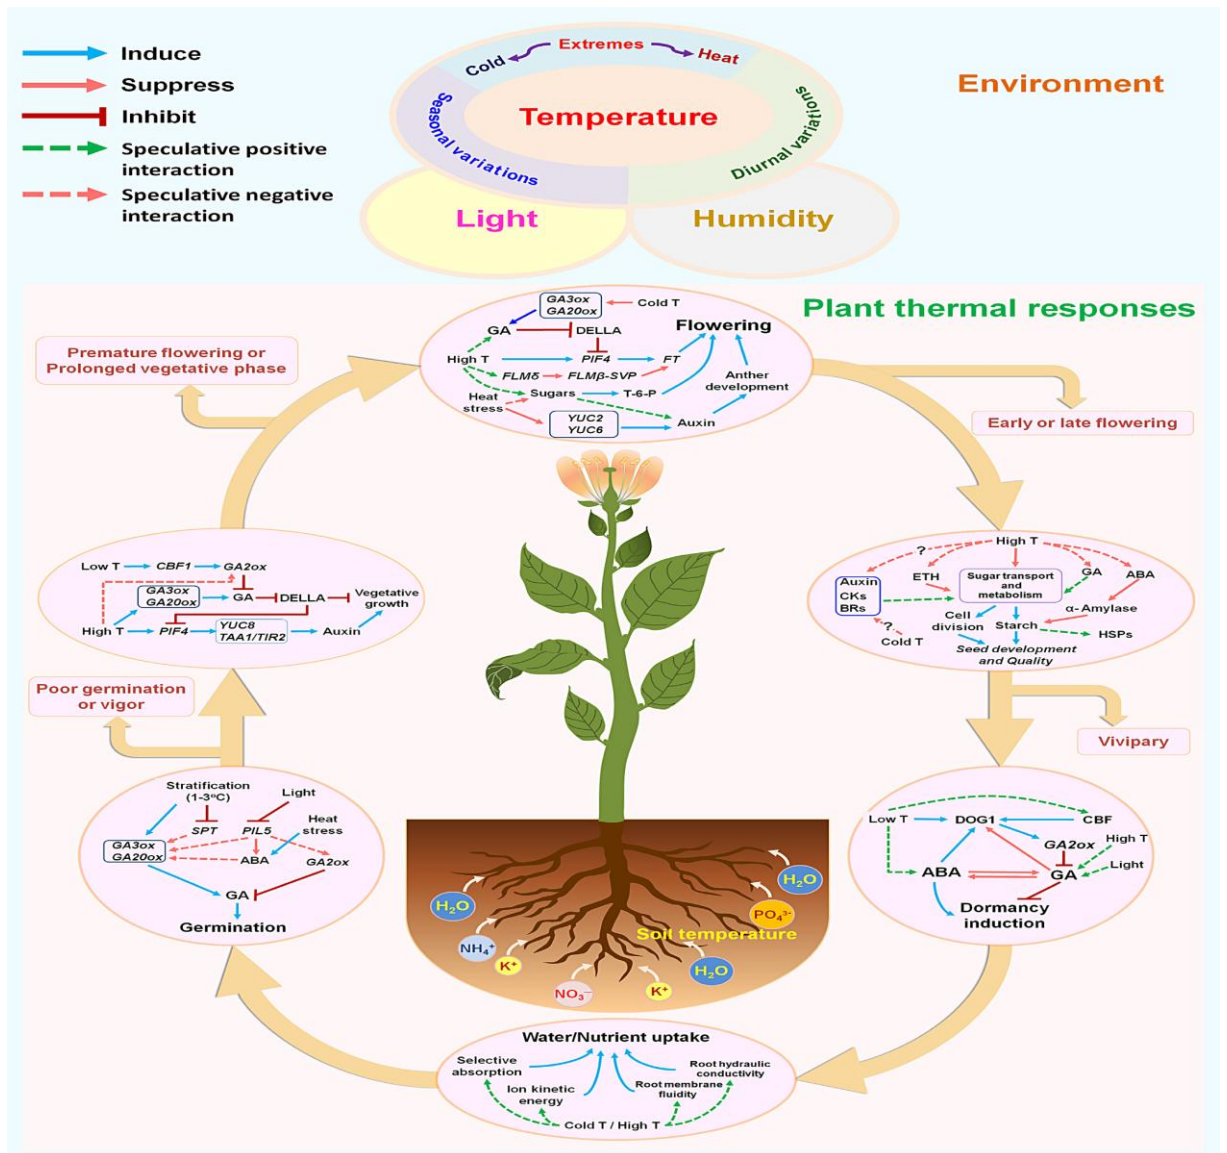 Induce
Suppress
Inhibit
Speculative positive
interaction
Speculative negative
interaction
Extremes
Cold
Heat
Seasonal variations
Temperature
Diurnal variations
Light
Humidity
Environment
Plant thermal responses
GA3ox
GA20ox
Cold T
GA
DELLA
Flowering
High T
PIF4
FT
FLMδ
FLMβ-SVP
Anther
development
Sugars
T-6-P
Heat
stress
YUC2
YUC6
Auxin
Premature flowering or
Prolonged vegetative phase
Early or late flowering
Low T
CBF1
GA2ox
GA3ox
GA20ox
GA
DELLA
Vegetative
growth
High T
PIF4
YUC8
TAA1/TIR2
Auxin
High T
?
Auxin
CKs
BRs
ETH
Sugar transport
and
metabolism
GA
ABA
α-Amylase
Cell
division
Starch
HSPs
?
Cold T
Seed development
and Quality
Poor germination
or vigor
Vivipary
Stratification
(1-3ºC)
Light
SPT
PIL5
Heat
stress
GA3ox
GA20ox
ABA
GA2ox
GA
Germination
Low T
DOG1
CBF
GA2ox
High T
Light
ABA
GA
Dormancy
induction
H₂O
H₂O
PO₄³⁻
Soil temperature
NH₄⁺
K⁺
H₂O
NO₃⁻
K⁺
Water/Nutrient uptake
Selective
absorption
Root hydraulic
conductivity
Ion kinetic
energy
Root membrane
fluidity
Cold T / High T